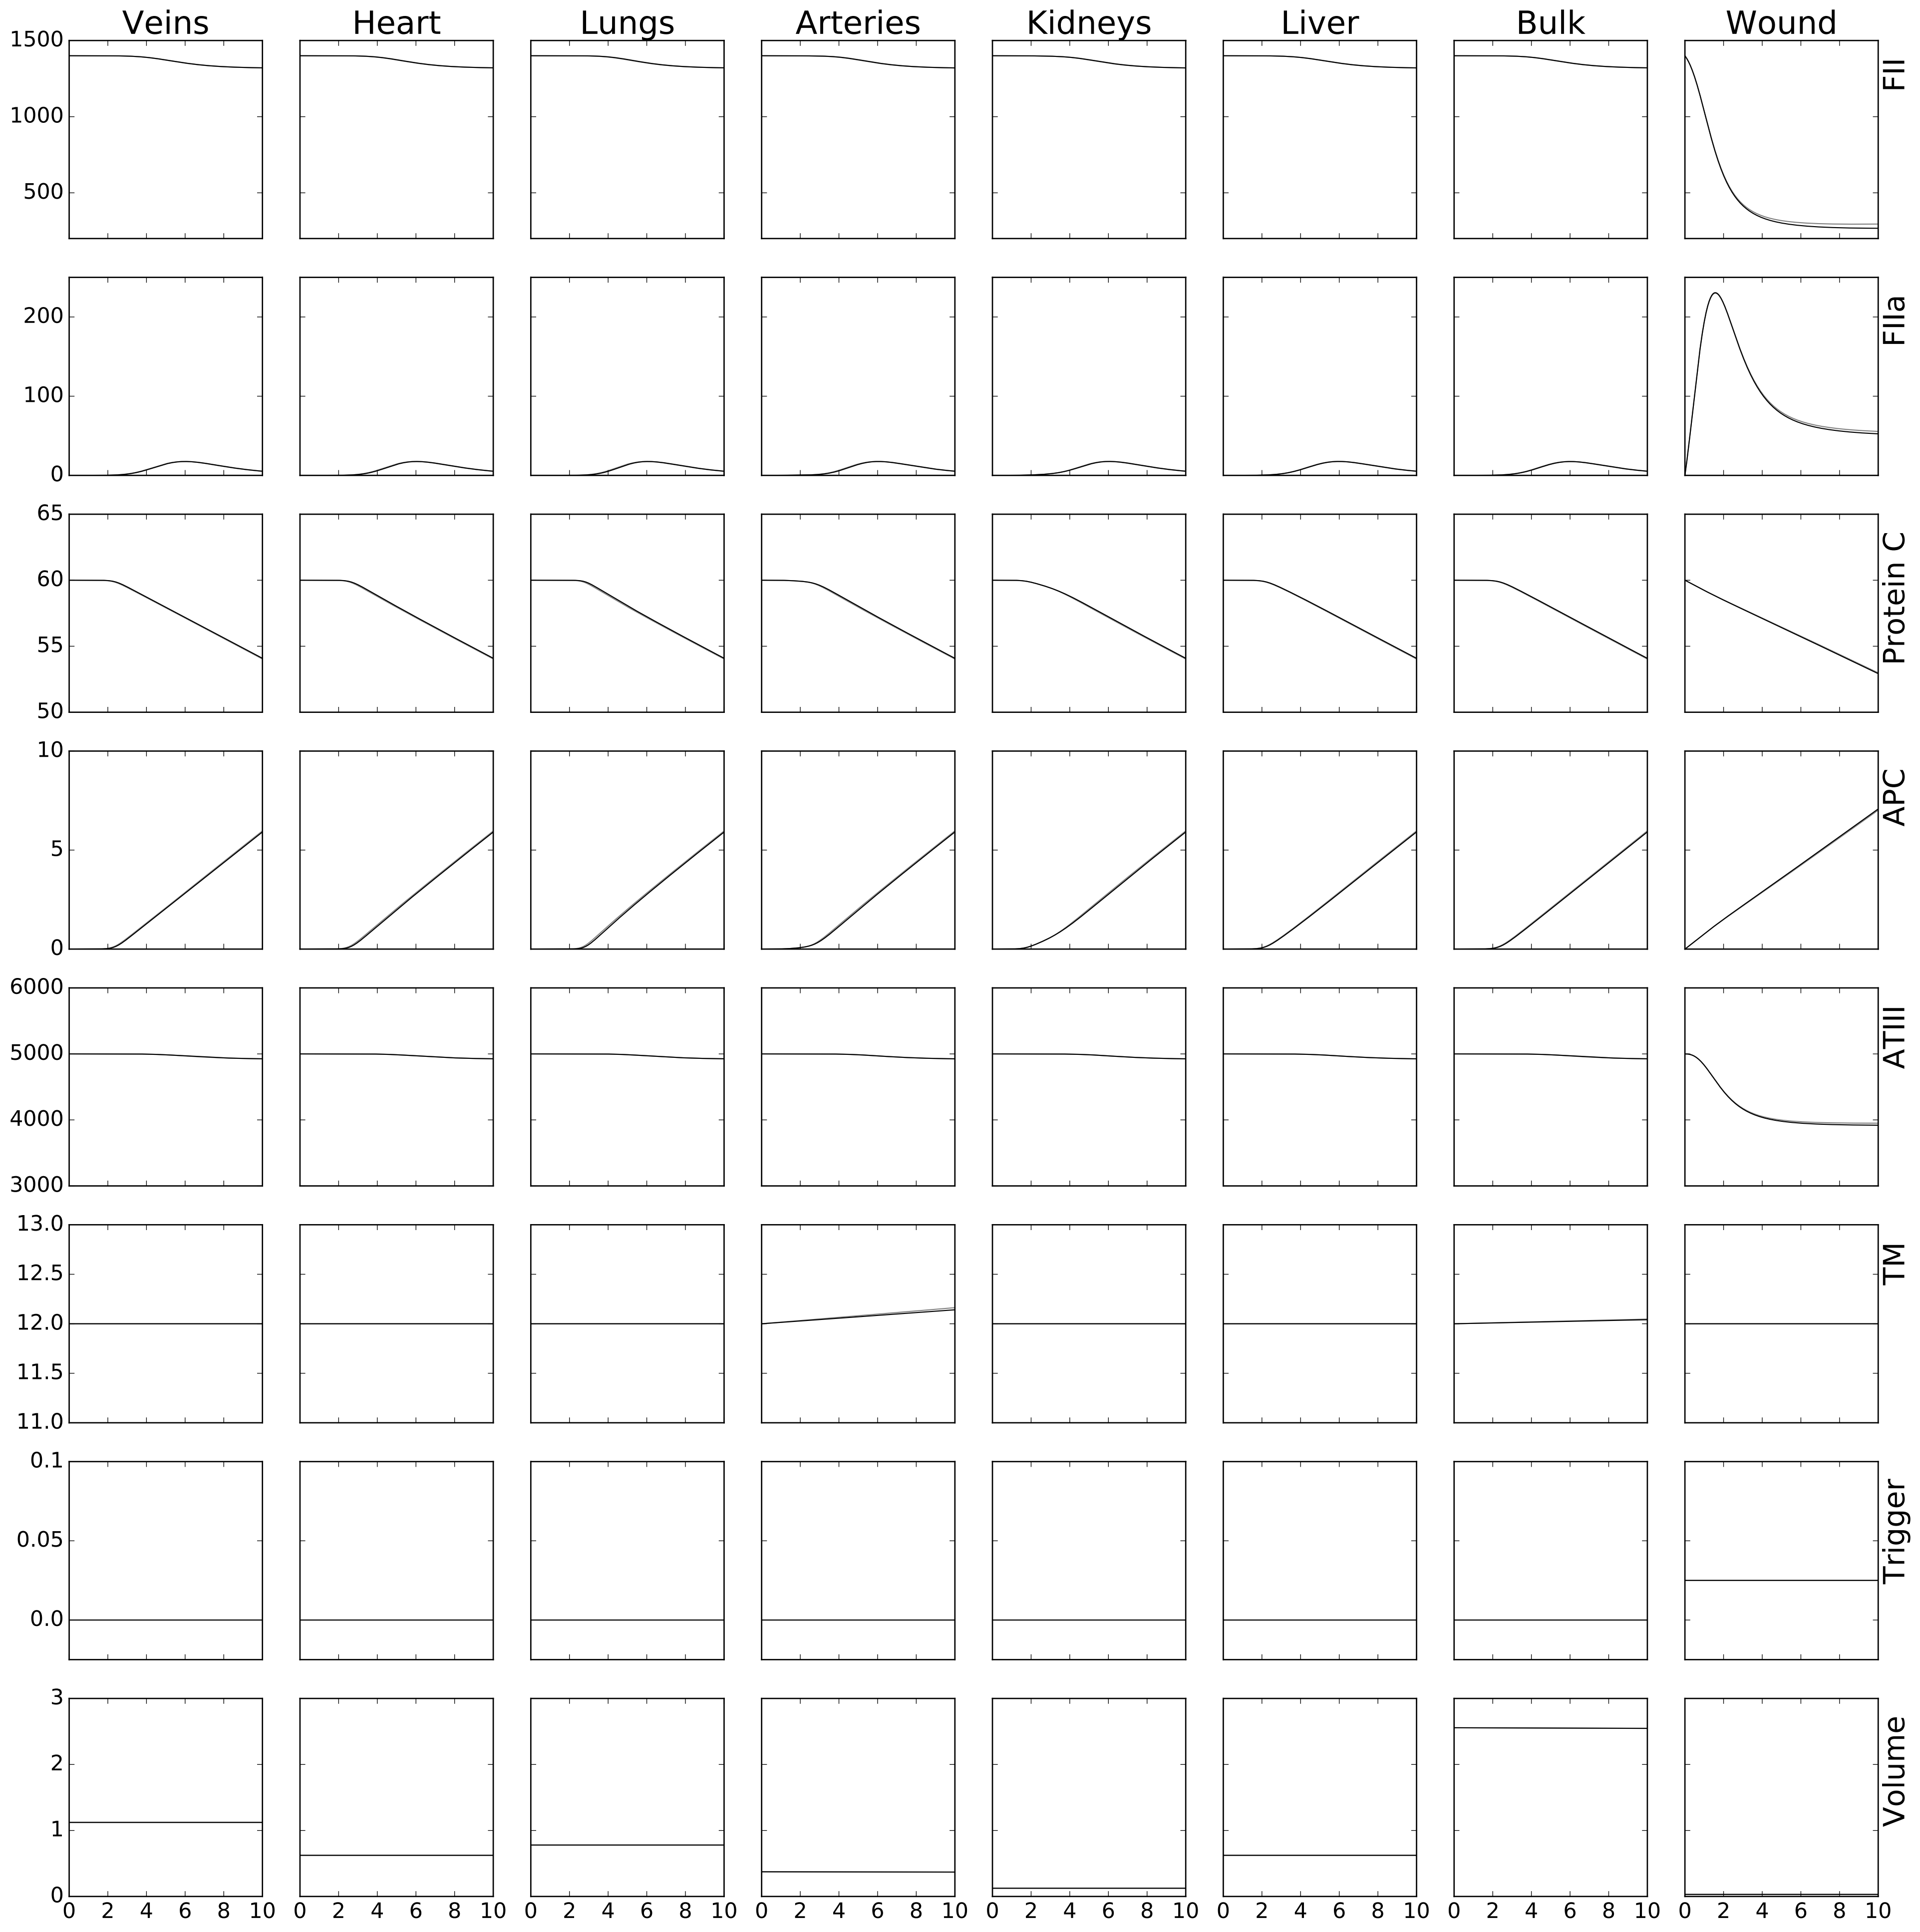 Veins Heart Lungs Arteries Kidneys Liver Bulk Wound
1500
1000
500
FII
200
100
0
FIIa
65
60
55
50
Protein C
10
5
0
APC
6000
5000
4000
3000
ATIII
13.0
12.5
12.0
11.5
11.0
TM
0.1
0.05
0.0
Trigger
3
2
1
0
Volume
0 2 4 6 8 10 0 2 4 6 8 10 0 2 4 6 8 10 0 2 4 6 8 10 0 2 4 6 8 10 0 2 4 6 8 10 0 2 4 6 8 10 0 2 4 6 8 10